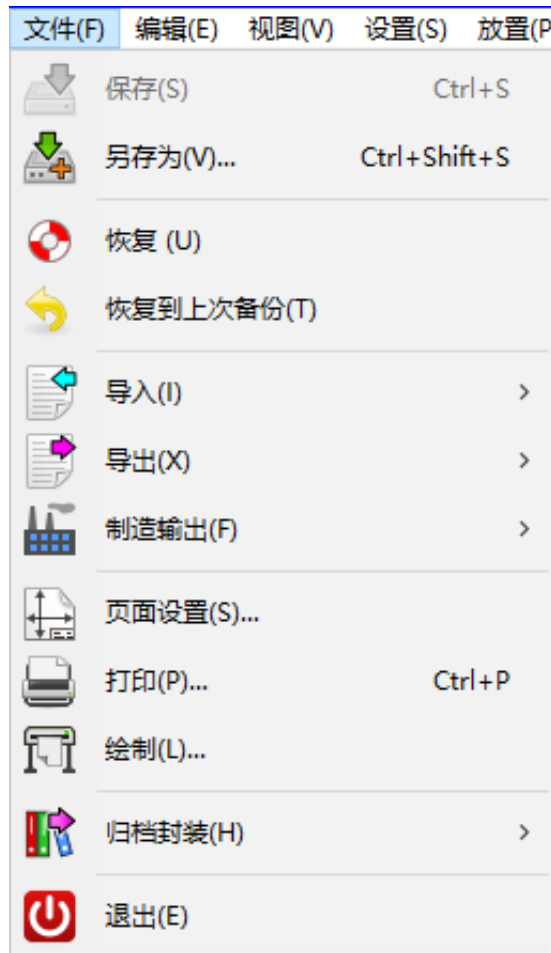 文件(F) 编辑(E) 视图(V) 设置(S) 放置(P
保存(S) Ctrl+S
另存为(V)... Ctrl+Shift+S
恢复 (U)
恢复到上次备份(T)
导入(I)
导出(X)
制造输出(F)
页面设置(S)...
打印(P)... Ctrl+P
绘制(L)...
归档封装(H)
退出(E)